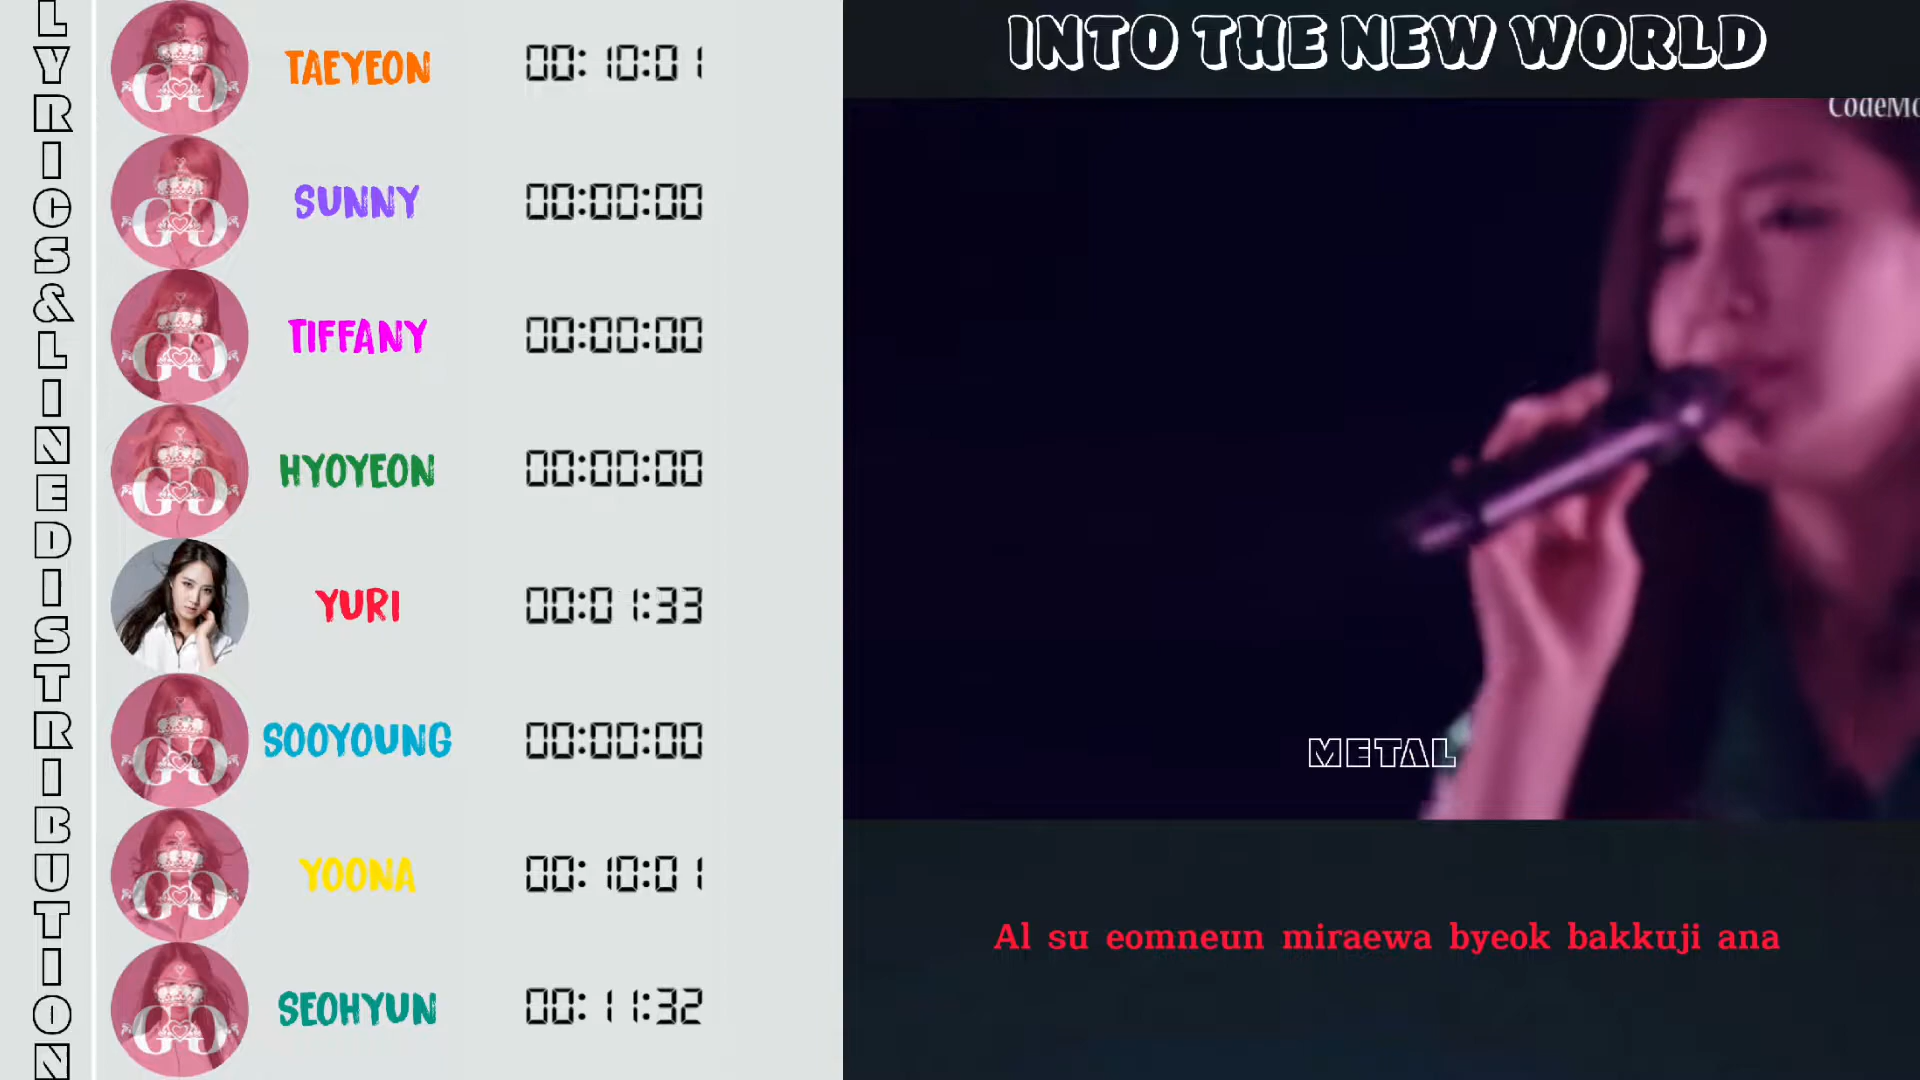 LYRICS&LINEDISTRIBUTION
TAEYEON 00:10:01
SUNNY 00:00:00
TIFFANY 00:00:00
HYOYEON 00:00:00
YURI 00:01:33
SOOYOUNG 00:00:00
YOONA 00:10:01
SEOHYUN 00:11:32
INTO THE NEW WORLD
METAL
Al su eomneun miraewa byeok bakkuji ana